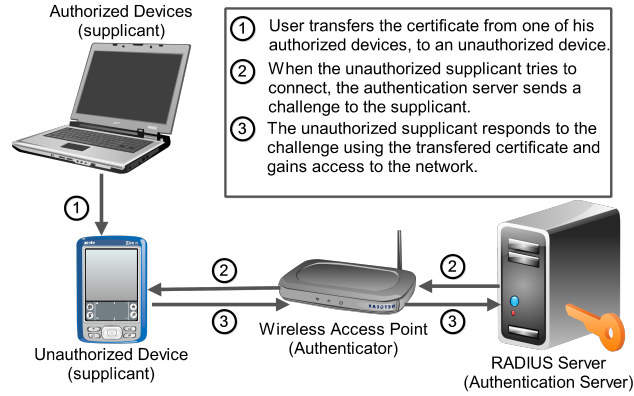 Authorized Devices
(supplicant)
1 User transfers the certificate from one of his
authorized devices, to an unauthorized device.
2 When the unauthorized supplicant tries to
connect, the authentication server sends a
challenge to the supplicant.
3 The unauthorized supplicant responds to the
challenge using the transfered certificate and
gains access to the network.
1
2
2
3
3
Unauthorized Device
(supplicant)
Wireless Access Point
(Authenticator)
RADIUS Server
(Authentication Server)